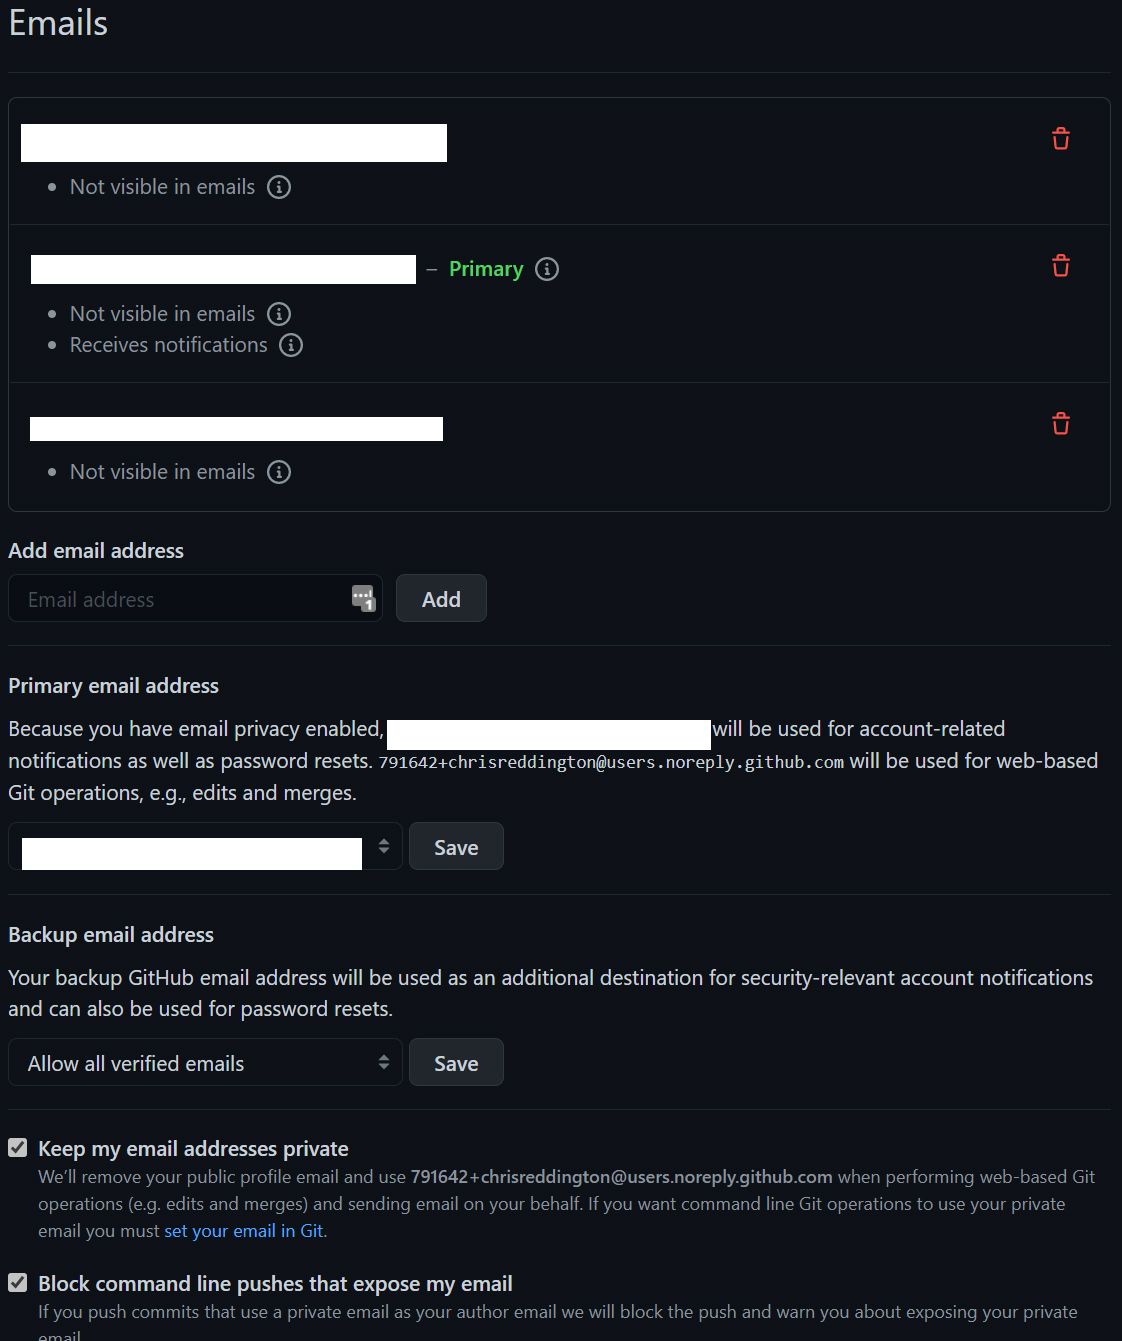 Emails
Not visible in emails
– Primary
Not visible in emails
Receives notifications
Not visible in emails
Add email address
Email address
1
Add
Primary email address
Because you have email privacy enabled, will be used for account-related
notifications as well as password resets. 791642+chrisreddington@users.noreply.github.com will be used for web-based
Git operations, e.g., edits and merges.
Save
Backup email address
Your backup GitHub email address will be used as an additional destination for security-relevant account notifications
and can also be used for password resets.
Allow all verified emails
Save
Keep my email addresses private
We’ll remove your public profile email and use 791642+chrisreddington@users.noreply.github.com when performing web-based Git
operations (e.g. edits and merges) and sending email on your behalf. If you want command line Git operations to use your private
email you must set your email in Git.
Block command line pushes that expose my email
If you push commits that use a private email as your author email we will block the push and warn you about exposing your private
email.